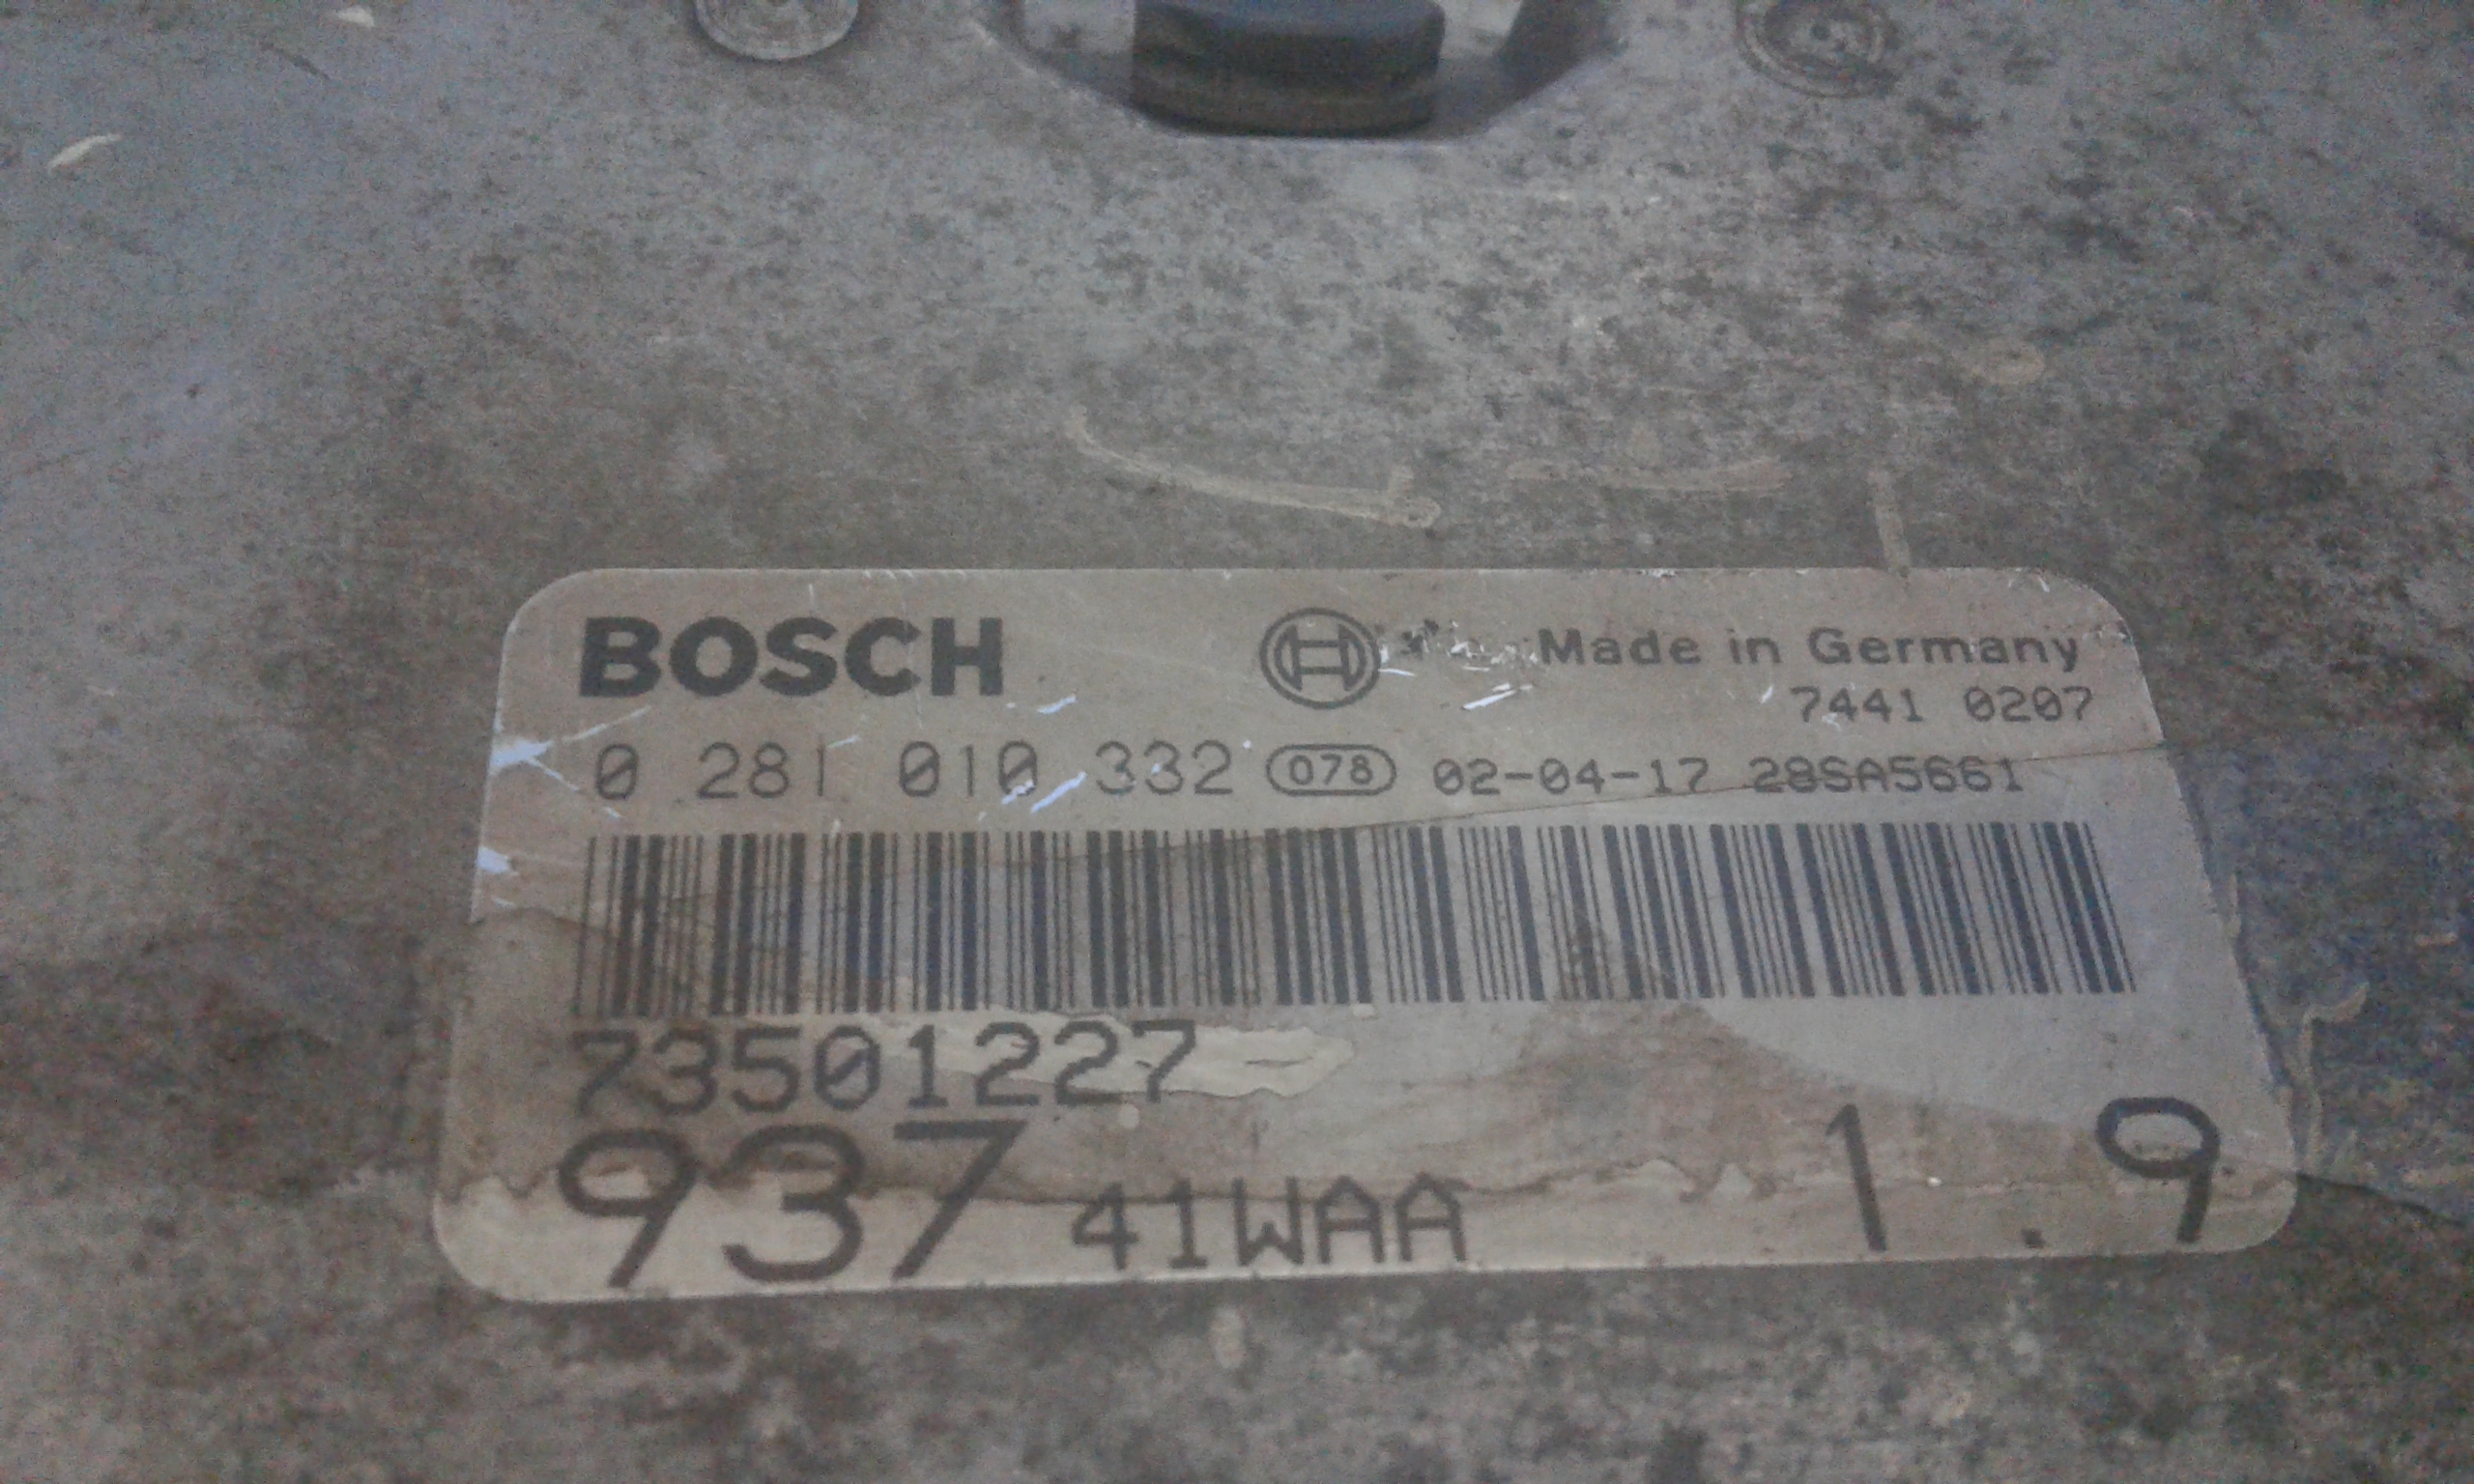 BOSCH Made in Germany
7441 0207
0 281 010 332 078 02-04-17 28SA5661
73501227
937 41WAA 1.9